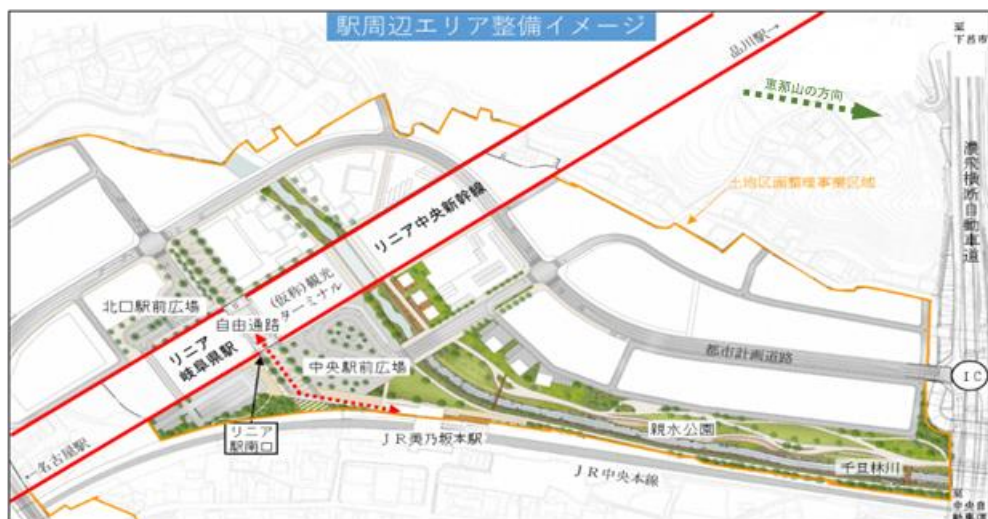 駅周辺エリア整備イメージ
品川駅→
至
下呂市
恵那山の方向
濃飛横断自動車道
土地区画整理事業区域
リニア中央新幹線
(仮称)観光
ターミナル
北口駅前広場
自由通路
リニア
岐阜県駅
中央駅前広場
都市計画道路
IC
リニア
駅南口
JR美乃坂本駅
親水公園
←名古屋駅
JR中央本線
千旦林川
至
中央自